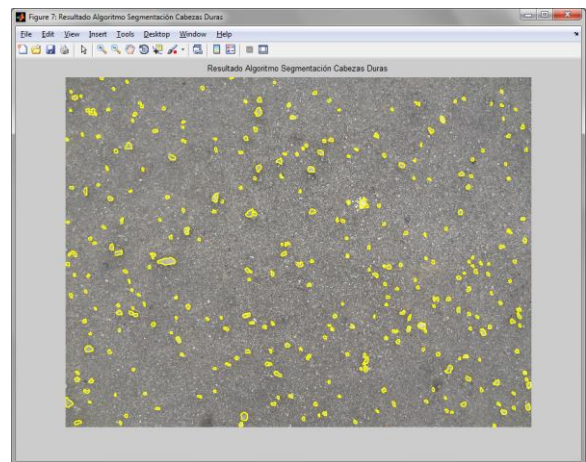 Figure 7: Resultado Algoritmo Segmentación Cabezas Duras
File Edit View Insert Tools Desktop Window Help
Resultado Algoritmo Segmentación Cabezas Duras